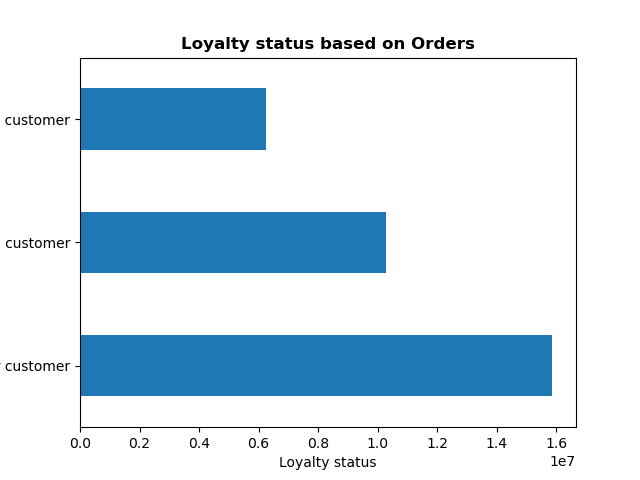 Loyalty status based on Orders
customer
customer
customer
0.0 0.2 0.4 0.6 0.8 1.0 1.2 1.4 1.6
1e7
Loyalty status